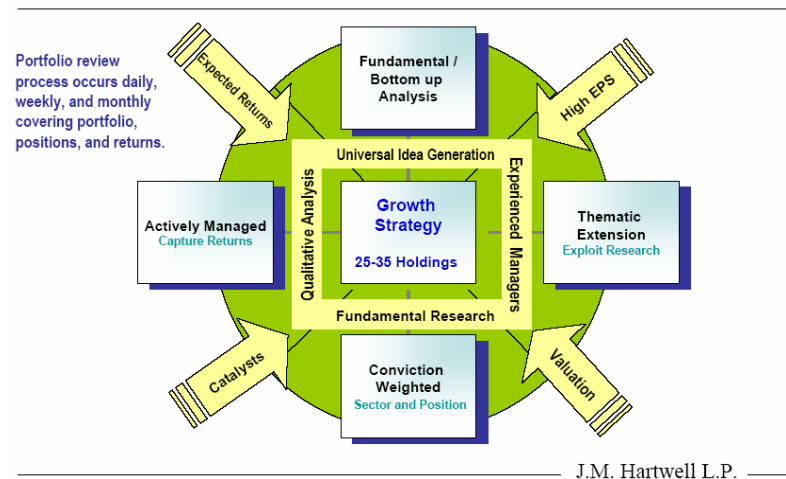 Portfolio review
process occurs daily,
weekly, and monthly
covering portfolio,
positions, and returns.
Expected Returns
Fundamental /
Bottom up
Analysis
High EPS
Universal Idea Generation
Qualitative Analysis
Experienced Managers
Actively Managed
Capture Returns
Growth
Strategy
25-35 Holdings
Thematic
Extension
Exploit Research
Fundamental Research
Catalysts
Conviction
Weighted
Sector and Position
Valuation
J.M. Hartwell L.P.